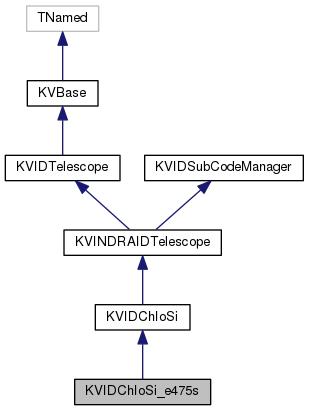 TNamed
KVBase
KVIDTelescope
KVIDSubCodeManager
KVINDRAIDTelescope
KVIDChIoSi
KVIDChIoSi_e475s